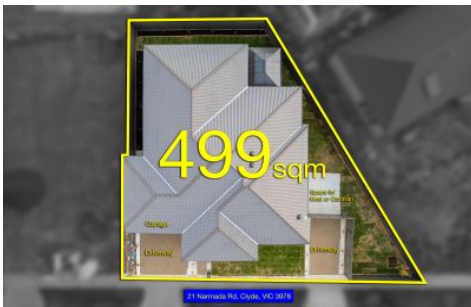 499sqm
Space for
Boat or Caravan
Garage
Driveway
Driveway
21 Narmada Rd, Clyde, VIC 3978